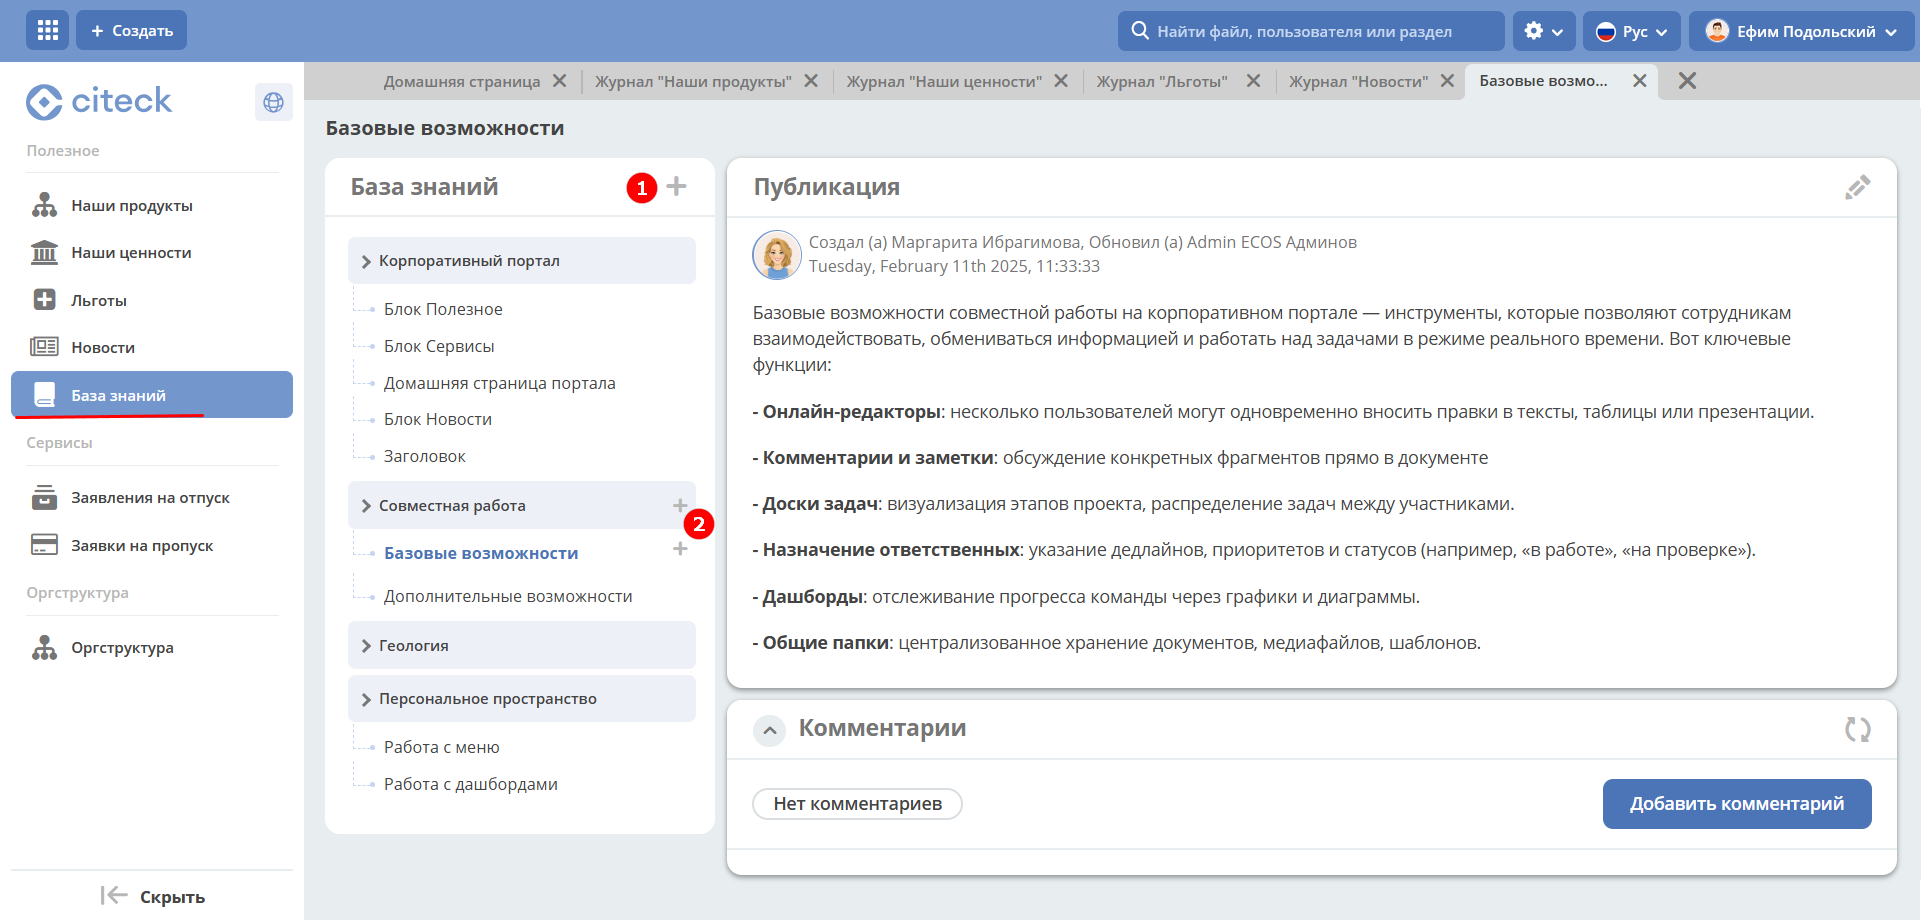 Создать
Найти файл, пользователя или раздел
Рус
Ефим Подольский
citeck
Домашняя страница
Журнал "Наши продукты"
Журнал "Наши ценности"
Журнал "Льготы"
Журнал "Новости"
Базовые возмо...
Полезное
Наши продукты
Наши ценности
Льготы
Новости
База знаний
Сервисы
Заявления на отпуск
Заявки на пропуск
Оргструктура
Оргструктура
Скрыть
Базовые возможности
База знаний
1
Корпоративный портал
Блок Полезное
Блок Сервисы
Домашняя страница портала
Блок Новости
Заголовок
Совместная работа
2
Базовые возможности
Дополнительные возможности
Геология
Персональное пространство
Работа с меню
Работа с дашбордами
Публикация
Создал (а) Маргарита Ибрагимова, Обновил (а) Admin ECOS Админов
Tuesday, February 11th 2025, 11:33:33
Базовые возможности совместной работы на корпоративном портале — инструменты, которые позволяют сотрудникам
взаимодействовать, обмениваться информацией и работать над задачами в режиме реального времени. Вот ключевые
функции:
- Онлайн-редакторы: несколько пользователей могут одновременно вносить правки в тексты, таблицы или презентации.
- Комментарии и заметки: обсуждение конкретных фрагментов прямо в документе
- Доски задач: визуализация этапов проекта, распределение задач между участниками.
- Назначение ответственных: указание дедлайнов, приоритетов и статусов (например, «в работе», «на проверке»).
- Дашборды: отслеживание прогресса команды через графики и диаграммы.
- Общие папки: централизованное хранение документов, медиафайлов, шаблонов.
Комментарии
Нет комментариев
Добавить комментарий